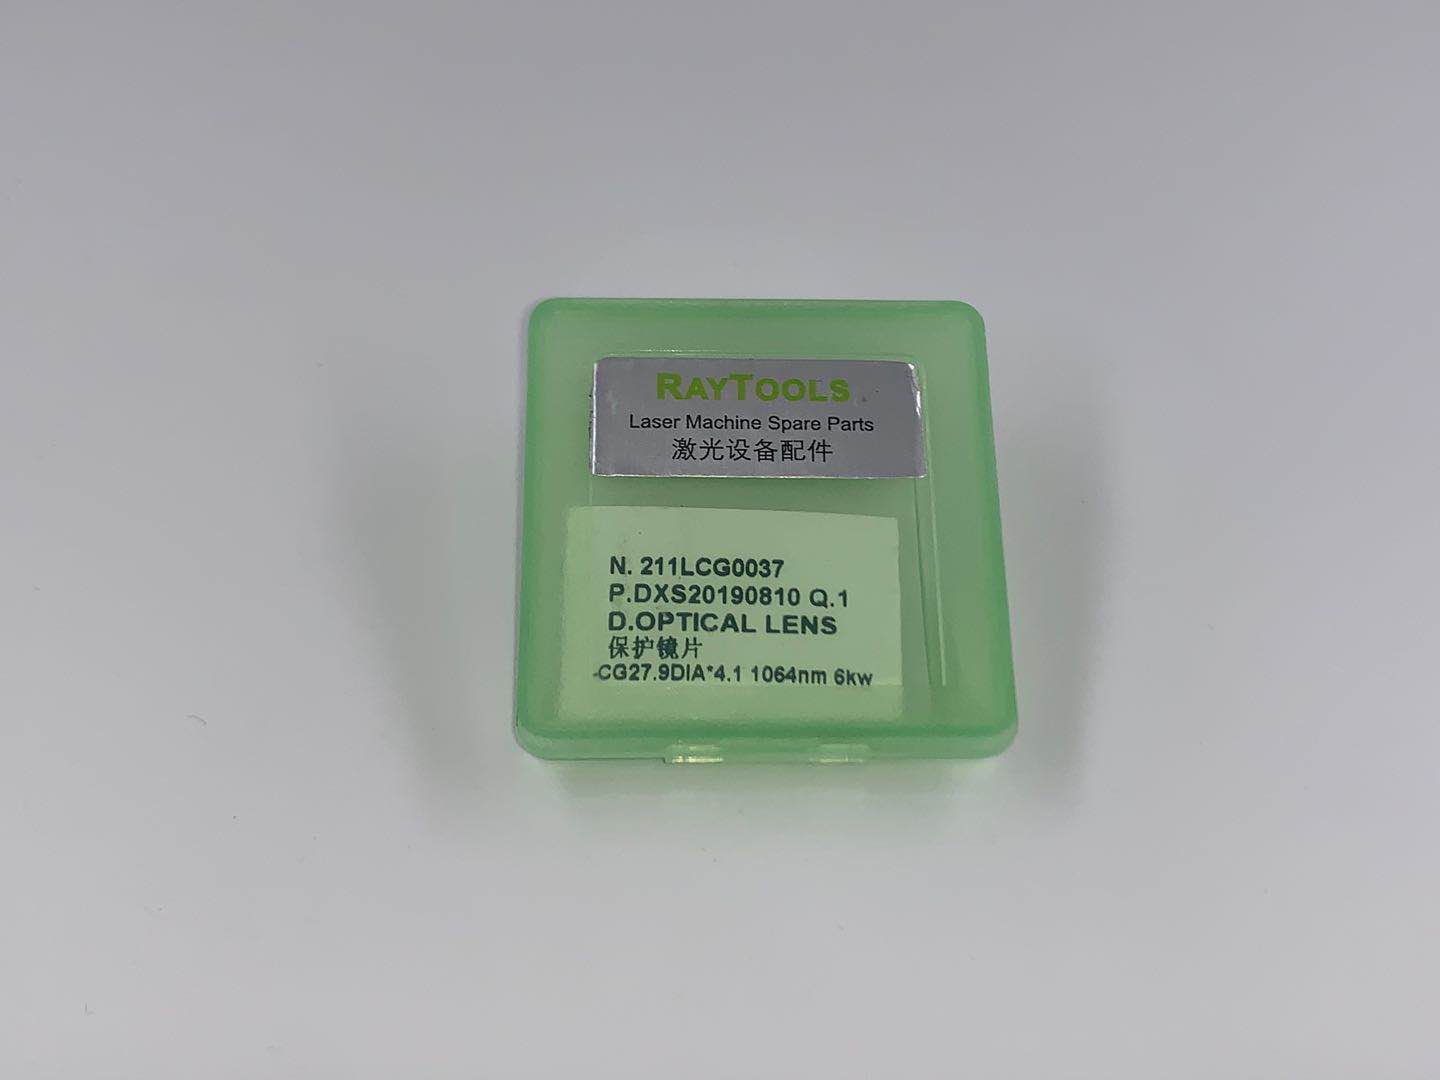 RAYTOOLS
Laser Machine Spare Parts
激光设备配件
N. 211LCG0037
P.DXS20190810 Q.1
D.OPTICAL LENS
保护镜片
CG27.9DIA*4.1 1064nm 6kw